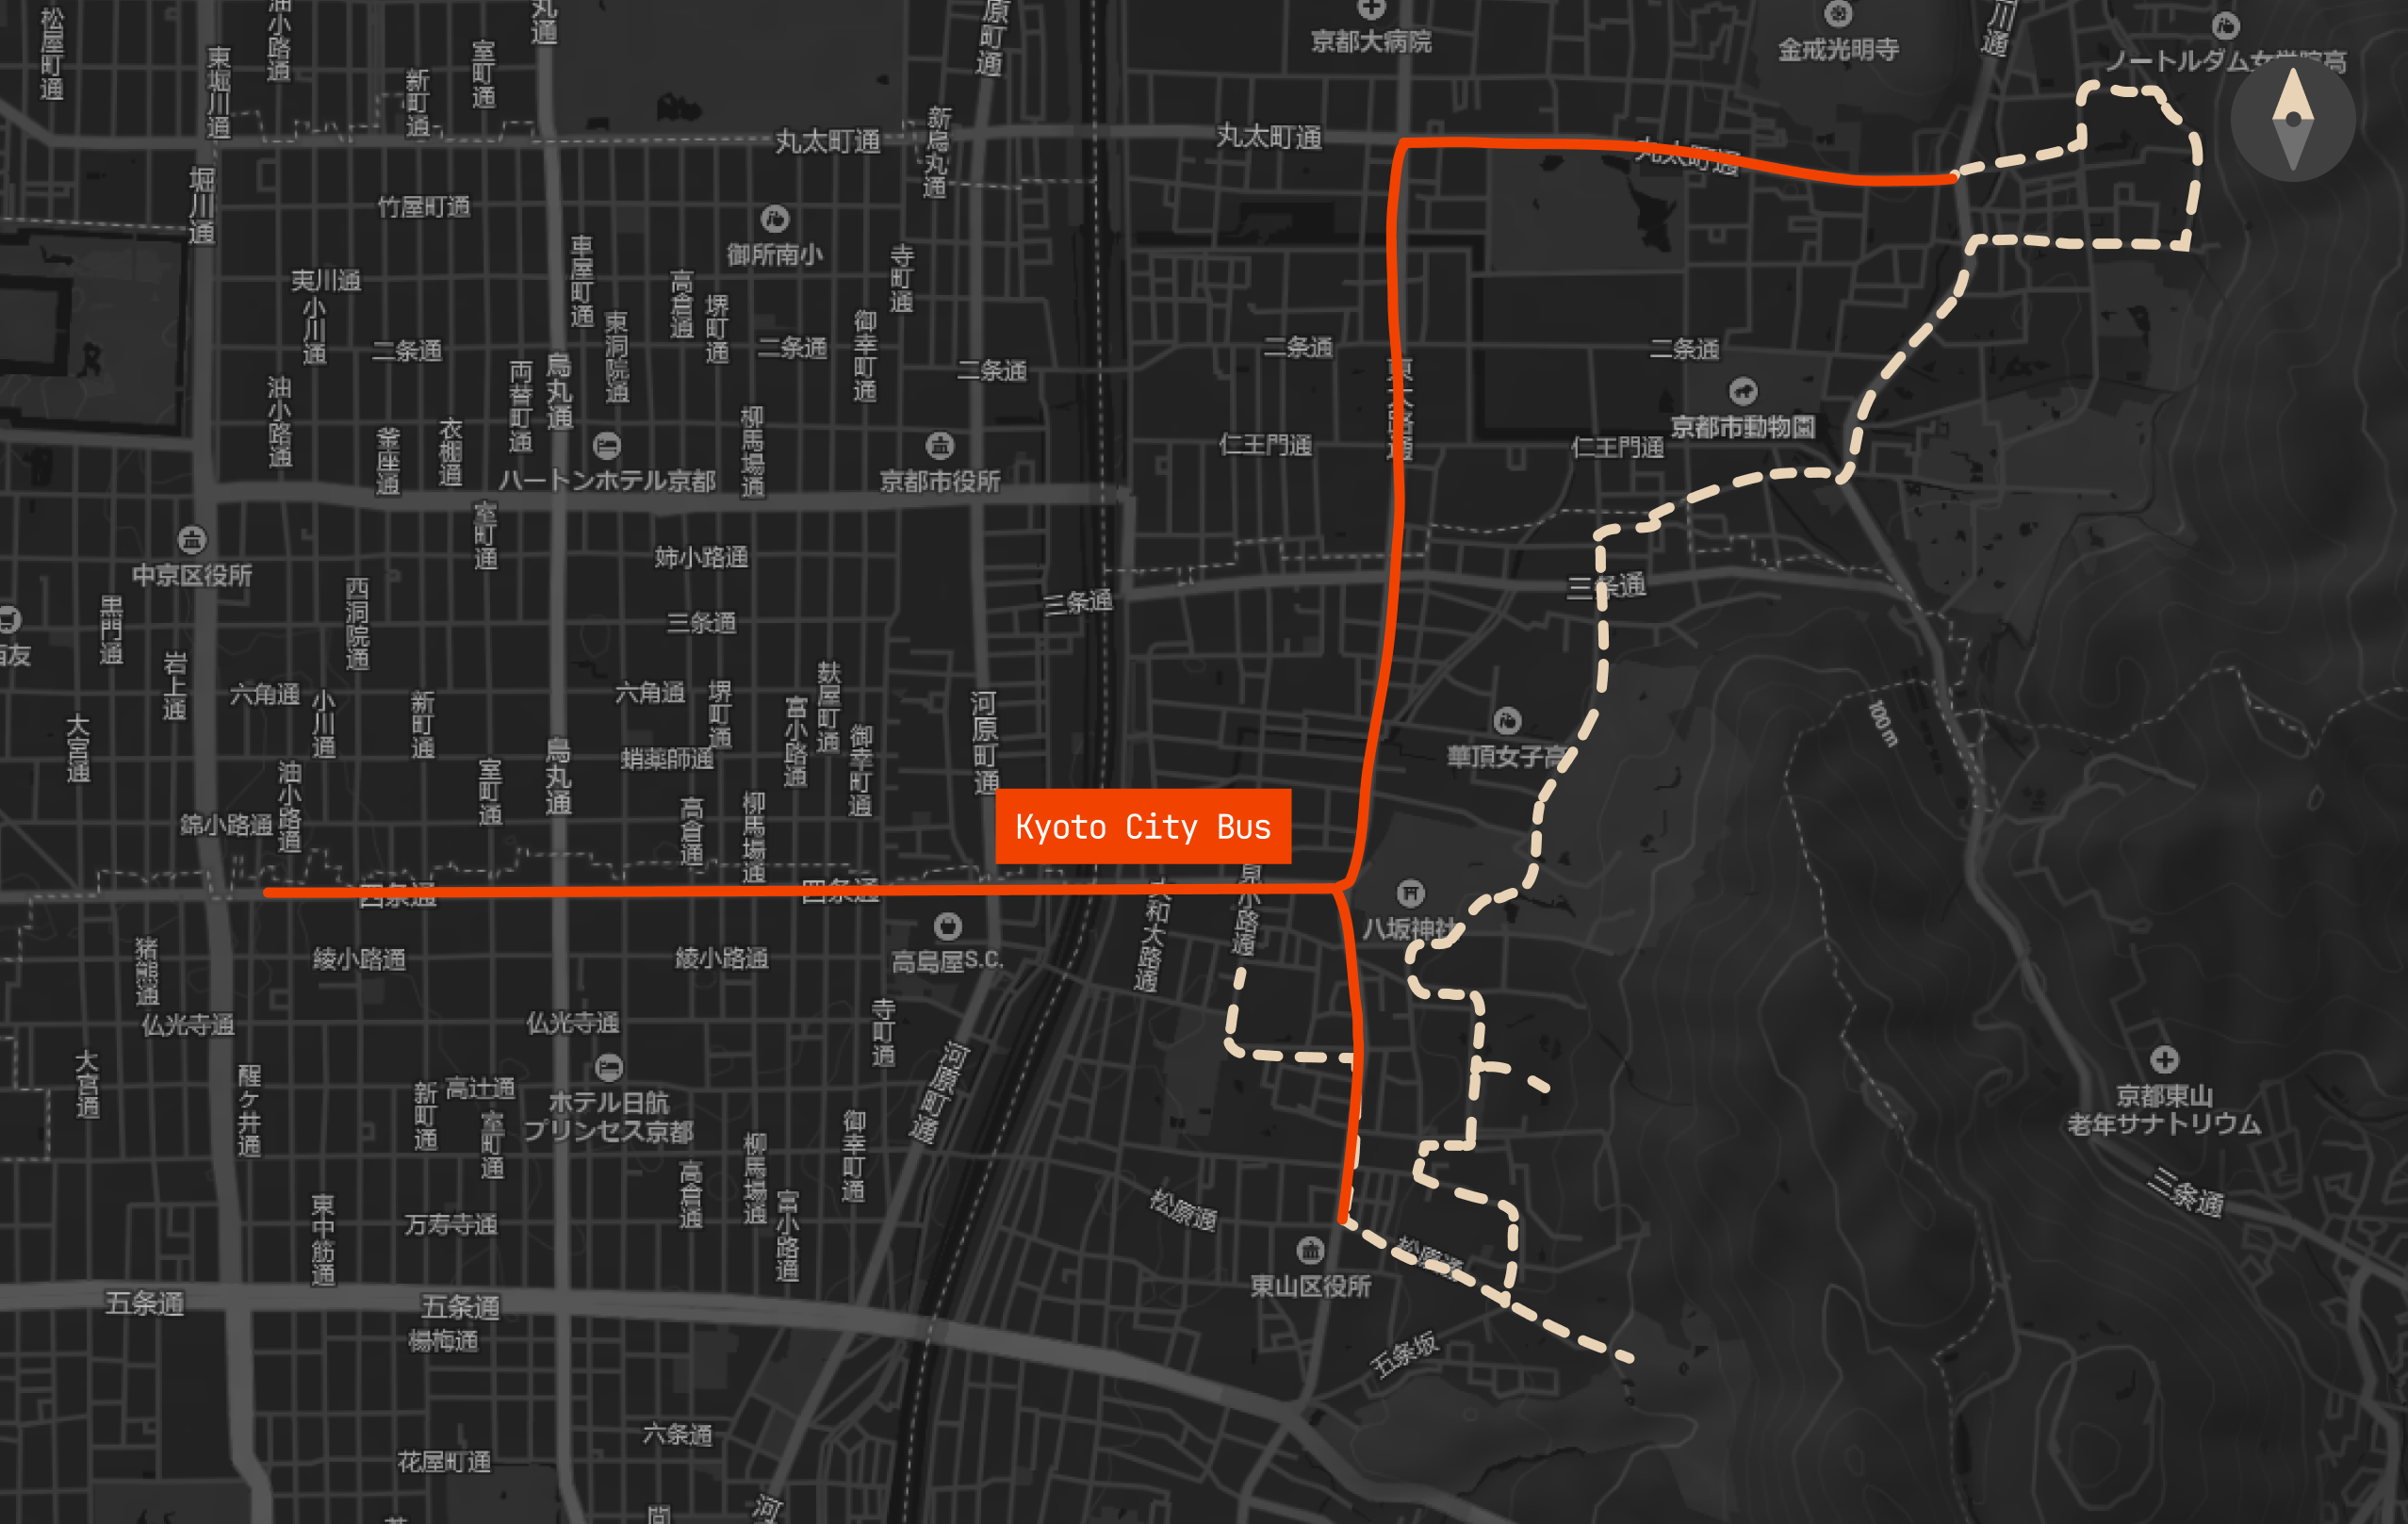 松屋町通
油小路通
丸通
原町通
川通
東堀川通
新町通
室町通
京都大病院
金戒光明寺
ノートルダム女学院高
新烏丸通
丸太町通
丸太町通
丸太町通
堀川通
竹屋町通
御所南小
車屋町通
寺町通
夷川通
小川通
高倉通
堺町通
東洞院通
御幸町通
二条通
二条通
二条通
二条通
二条通
両替町通
烏丸通
東大路通
油小路通
釜座通
衣棚通
柳馬場通
京都市動物園
仁王門通
仁王門通
ハートンホテル京都
京都市役所
室町通
姉小路通
中京区役所
西洞院通
黒門通
三条通
三条通
三条通
岩上通
六角通
六角通
小川通
新町通
堺町通
麸屋町通
富小路通
御幸町通
河原町通
大宮通
烏丸通
蛸薬師通
室町通
油小路通
華頂女子高
100 m
錦小路通
高倉通
柳馬場通
Kyoto City Bus
四条通
四条通
見小路通
大和大路通
八坂神社
猪熊通
綾小路通
綾小路通
高島屋S.C.
仏光寺通
仏光寺通
寺町通
大宮通
醒ケ井通
新町通
高辻通
室町通
ホテル日航
プリンセス京都
河原町通
御幸町通
柳馬場通
高倉通
富小路通
京都東山
老年サナトリウム
東中筋通
万寿寺通
松原通
松原通
三条通
東山区役所
五条通
五条通
楊梅通
五条坂
六条通
花屋町通
河
間